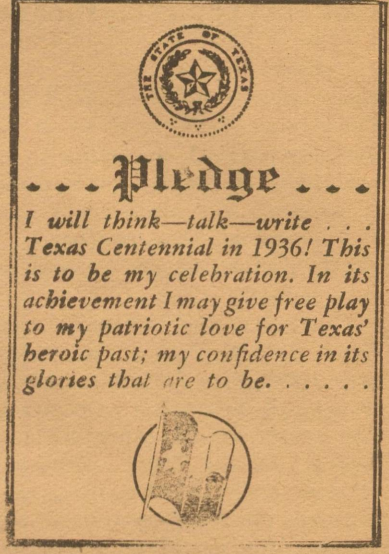 THE STATE OF TEXAS
...Pledge...
I will think—talk—write . . .
Texas Centennial in 1936! This
is to be my celebration. In its
achievement I may give free play
to my patriotic love for Texas'
heroic past; my confidence in its
glories that are to be. . . . . . .